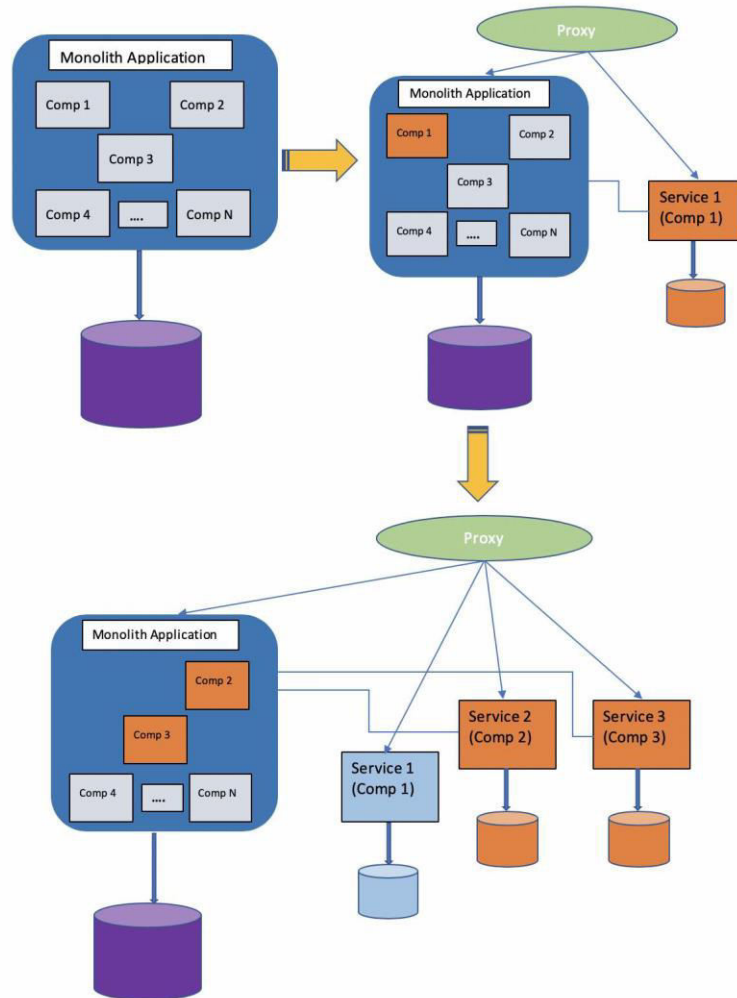 Monolith Application
Comp 1
Comp 2
Comp 3
Comp 4
....
Comp N
Proxy
Monolith Application
Comp 1
Comp 2
Comp 3
Comp 4
....
Comp N
Service 1
(Comp 1)
Proxy
Monolith Application
Comp 2
Comp 3
Comp 4
....
Comp N
Service 1
(Comp 1)
Service 2
(Comp 2)
Service 3
(Comp 3)